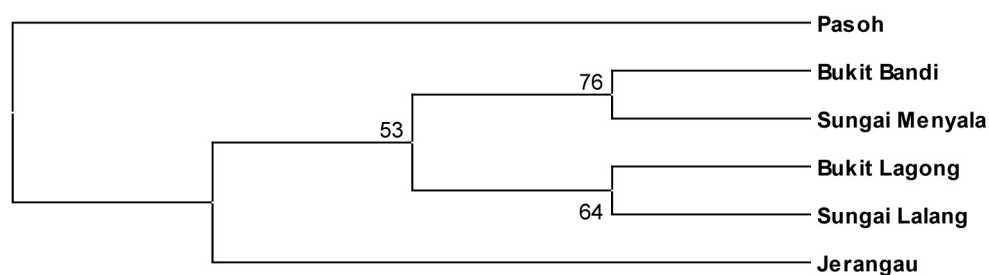 Pasoh
Bukit Bandi
76
Sungai Menyala
53
Bukit Lagong
Sungai Lalang
64
Jerangau